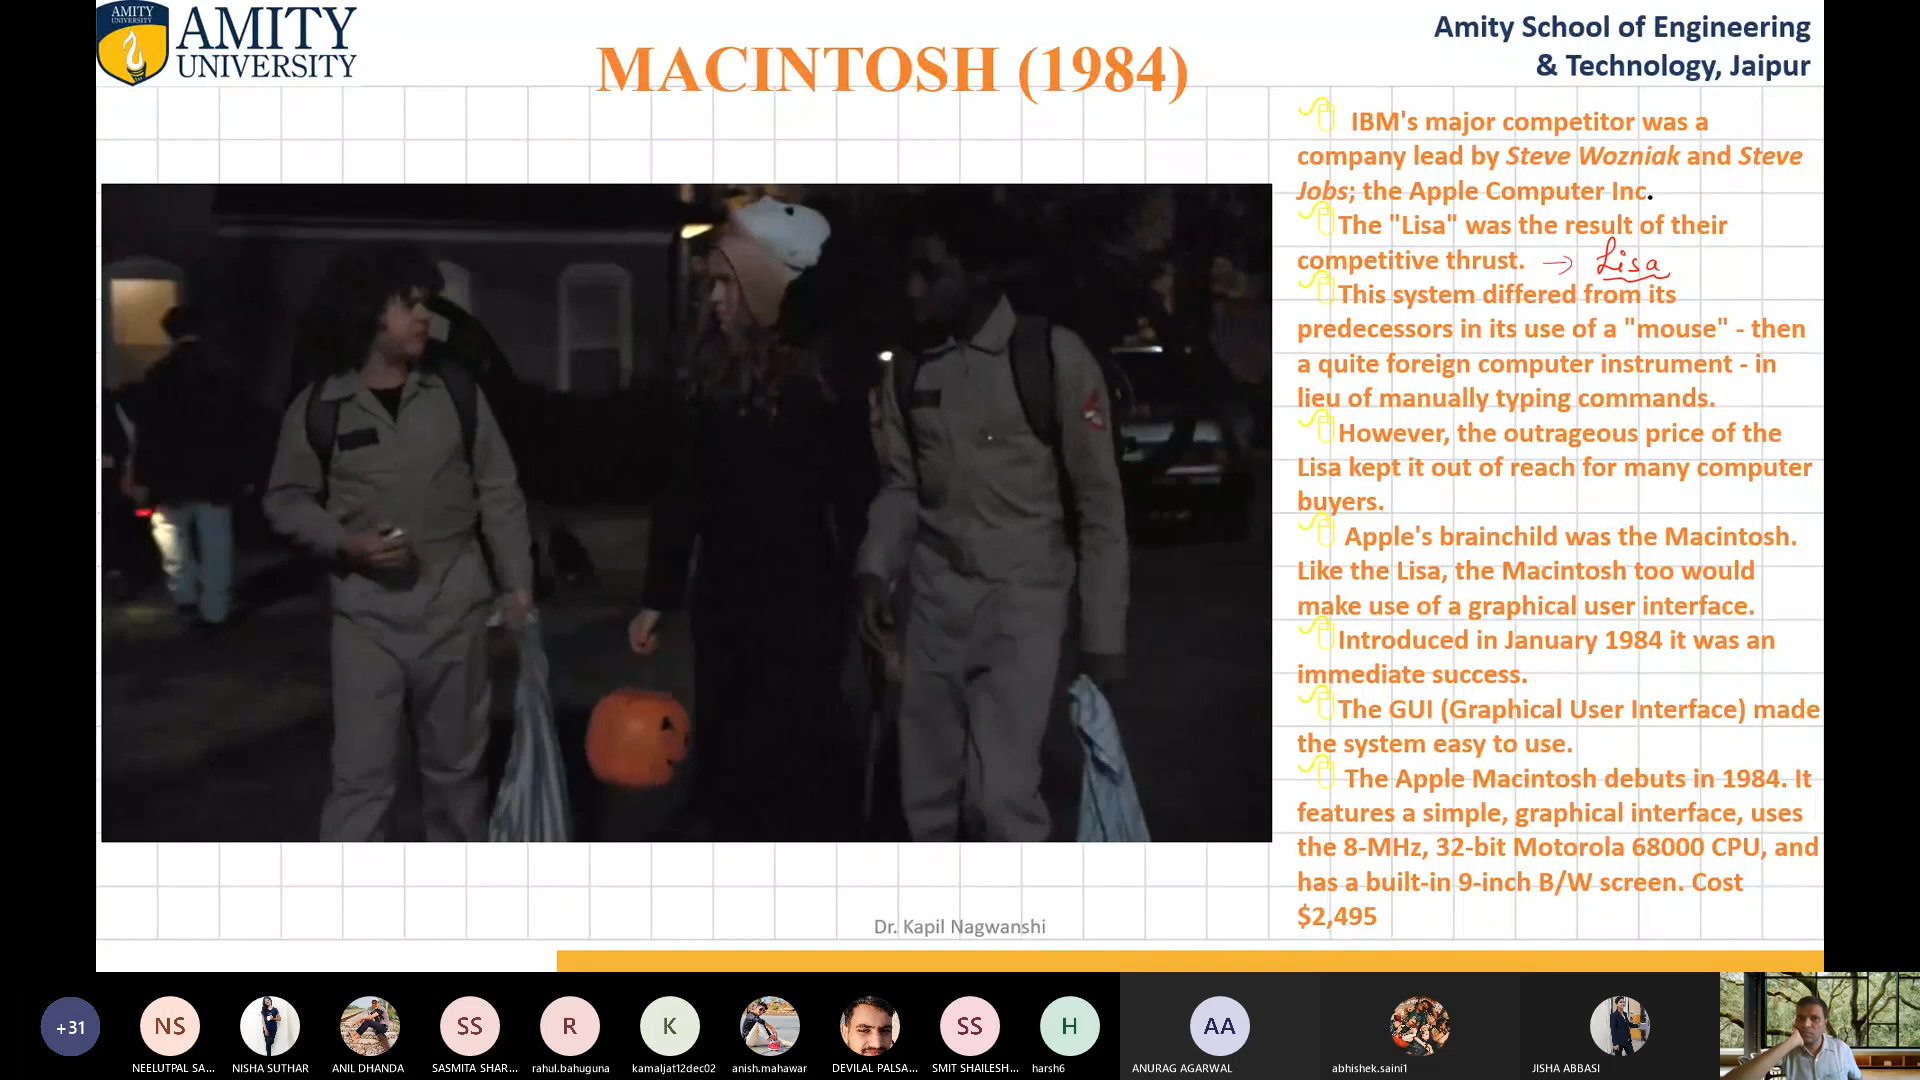 AMITY
UNIVERSITY
AMITY
UNIVERSITY
MACINTOSH (1984)
Amity School of Engineering
& Technology, Jaipur
IBM's major competitor was a
company lead by Steve Wozniak and Steve
Jobs; the Apple Computer Inc.
The "Lisa" was the result of their
competitive thrust. → Lisa
This system differed from its
predecessors in its use of a "mouse" - then
a quite foreign computer instrument - in
lieu of manually typing commands.
However, the outrageous price of the
Lisa kept it out of reach for many computer
buyers.
Apple's brainchild was the Macintosh.
Like the Lisa, the Macintosh too would
make use of a graphical user interface.
Introduced in January 1984 it was an
immediate success.
The GUI (Graphical User Interface) made
the system easy to use.
The Apple Macintosh debuts in 1984. It
features a simple, graphical interface, uses
the 8-MHz, 32-bit Motorola 68000 CPU, and
has a built-in 9-inch B/W screen. Cost
$2,495
Dr. Kapil Nagwanshi
+31
NS
SS
R
K
SS
H
AA
NEELUTPAL SA...
NISHA SUTHAR
ANIL DHANDA
SASMITA SHAR...
rahul.bahuguna
kamaljat12dec02
anish.mahawar
DEVILAL PALSA...
SMIT SHAILESH...
harsh6
ANURAG AGARWAL
abhishek.saini1
JISHA ABBASI